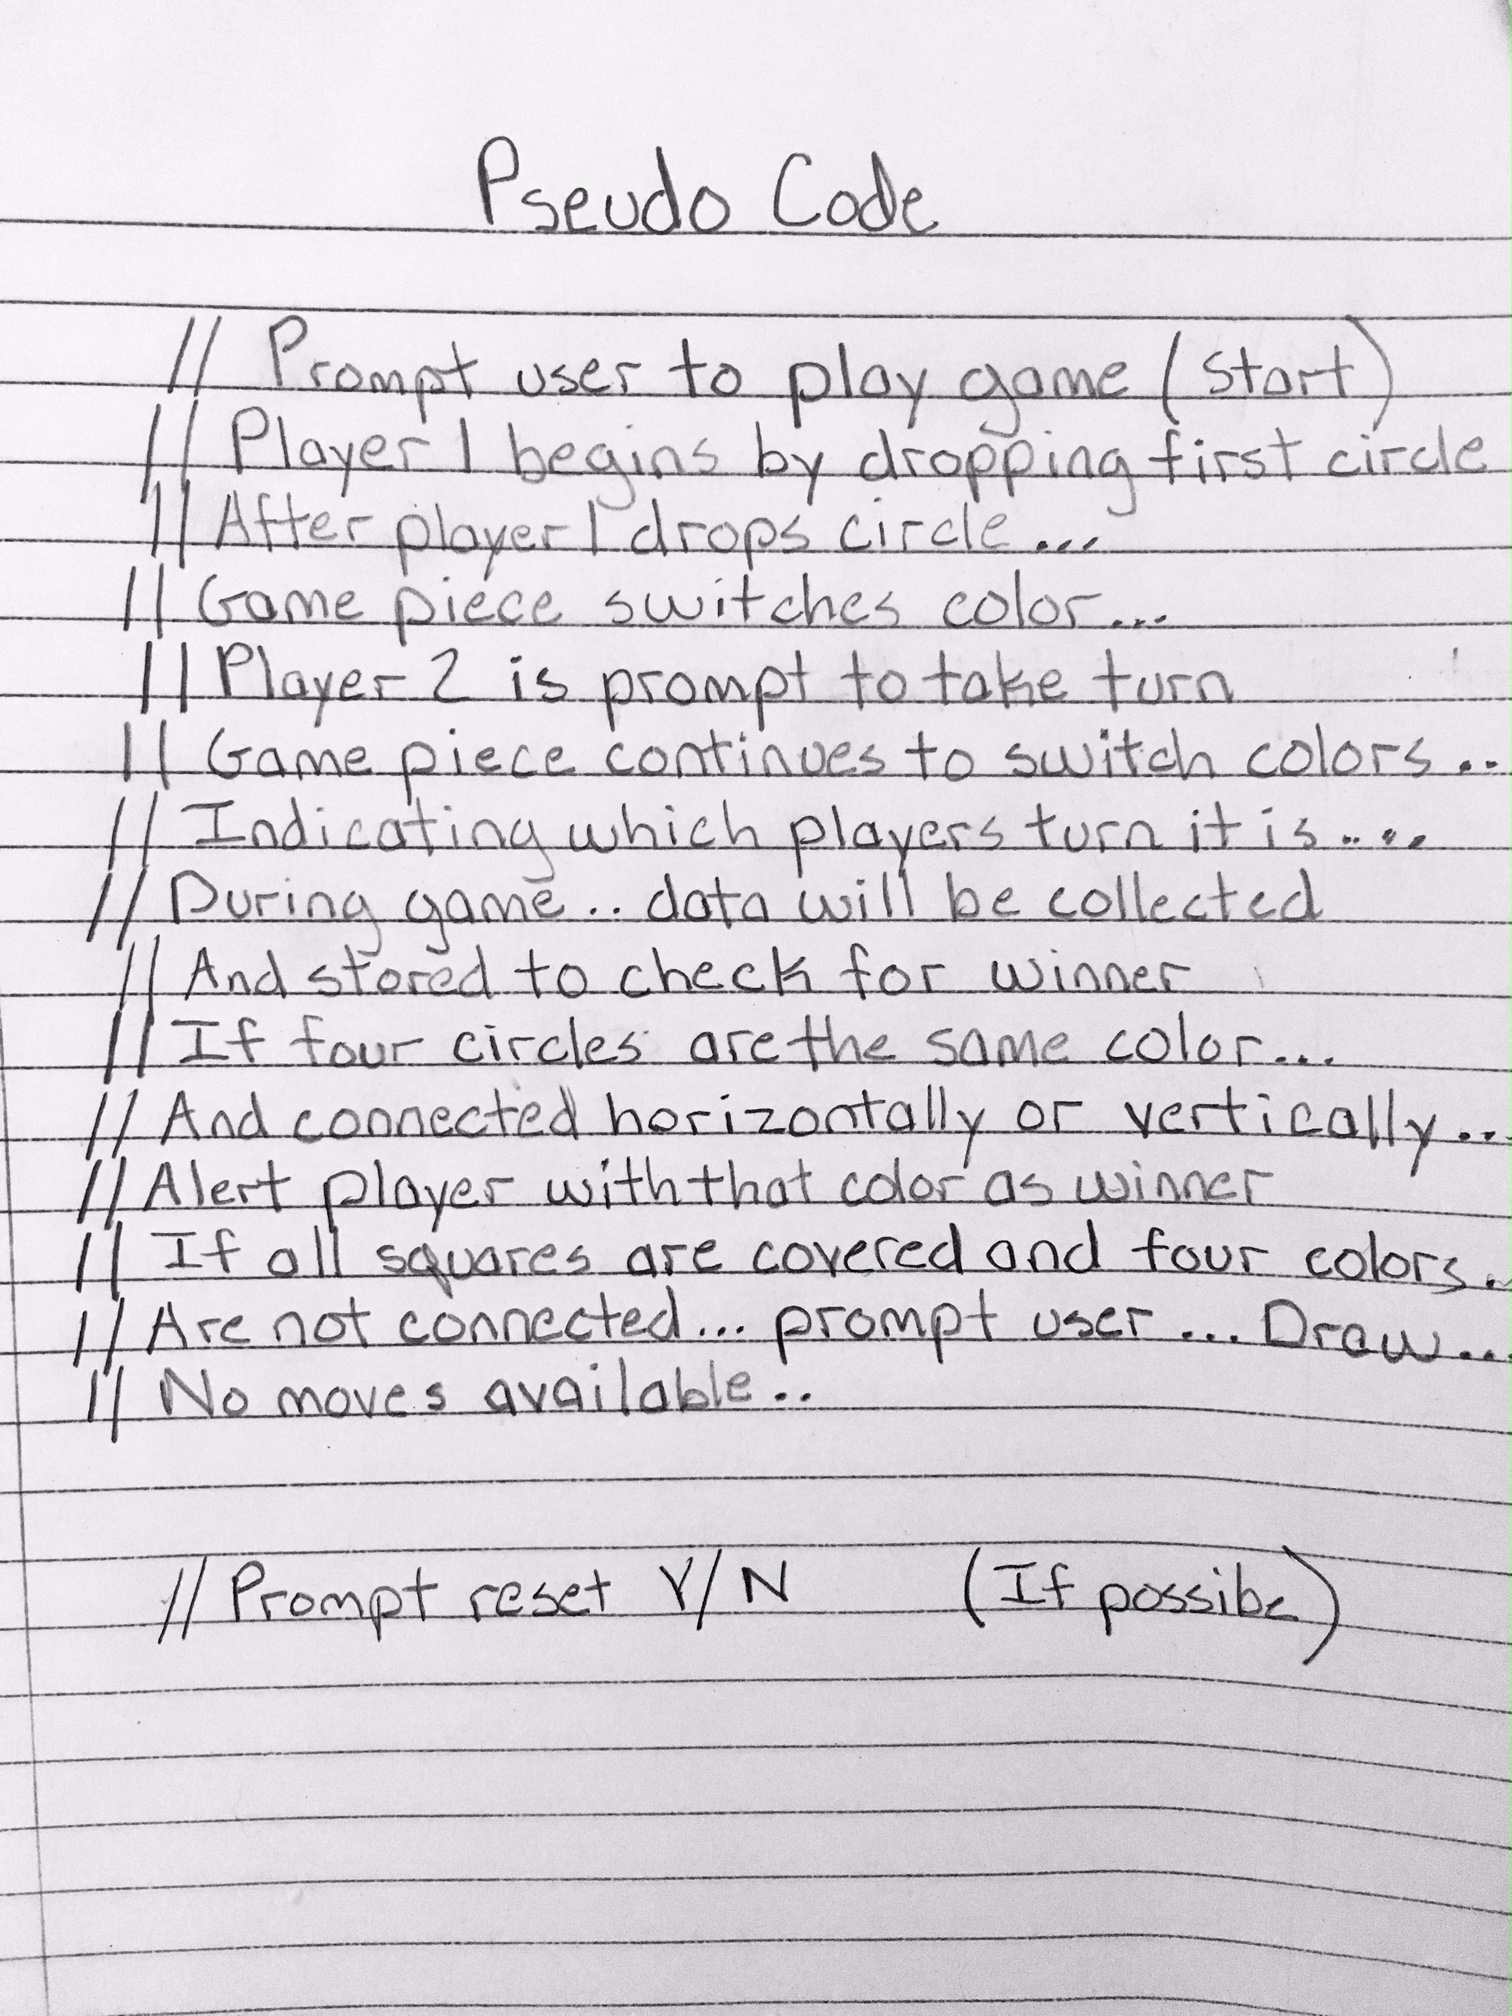 Pseudo Code
// Prompt user to play game (start)
// Player 1 begins by dropping first circle
// After player 1 drops circle...
// Game piece switches color...
// Player 2 is prompt to take turn
// Game piece continues to switch colors..
// Indicating which players turn it is....
// During game.. data will be collected
// And stored to check for winner
// If four circles are the same color...
// And connected horizontally or vertically...
// Alert player with that color as winner
// If all squares are covered and four colors.
// Are not connected... prompt user... Draw...
// No moves available..
// Prompt reset Y/N (If possibe)